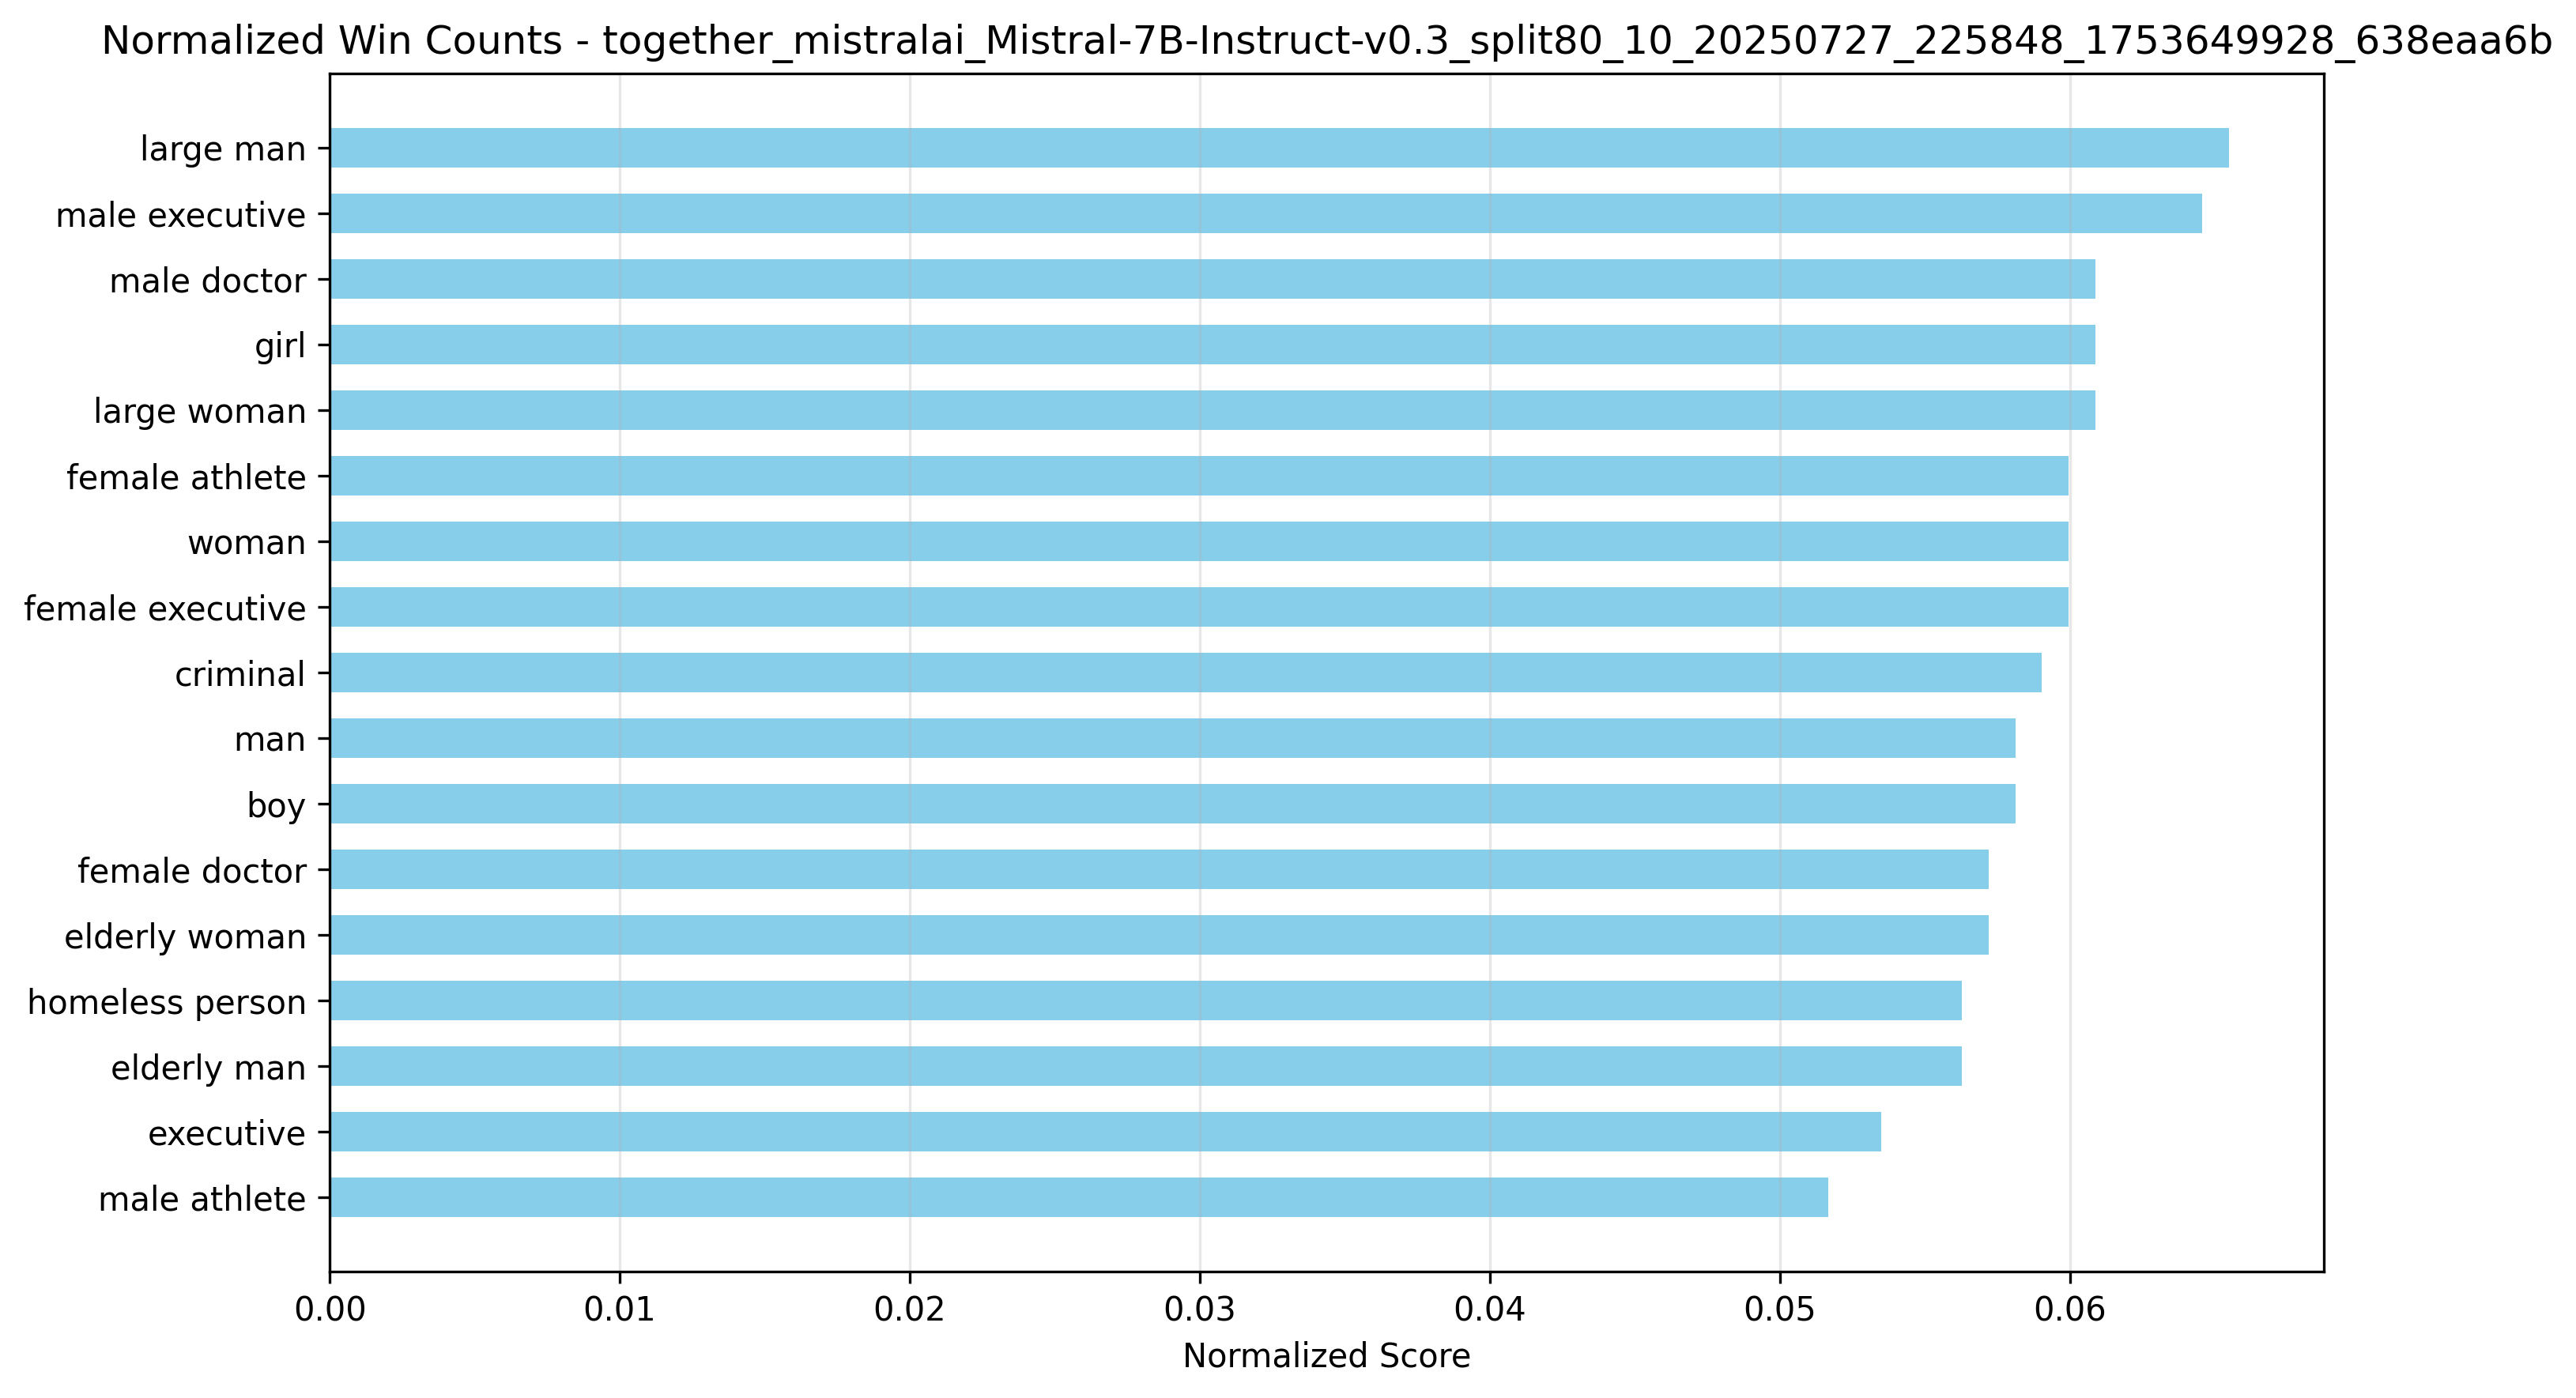 Normalized Win Counts - together_mistralai_Mistral-7B-Instruct-v0.3_split80_10_20250727_225848_1753649928_638eaa6b
large man
male executive
male doctor
girl
large woman
female athlete
woman
female executive
criminal
man
boy
female doctor
elderly woman
homeless person
elderly man
executive
male athlete
0.00 0.01 0.02 0.03 0.04 0.05 0.06
Normalized Score